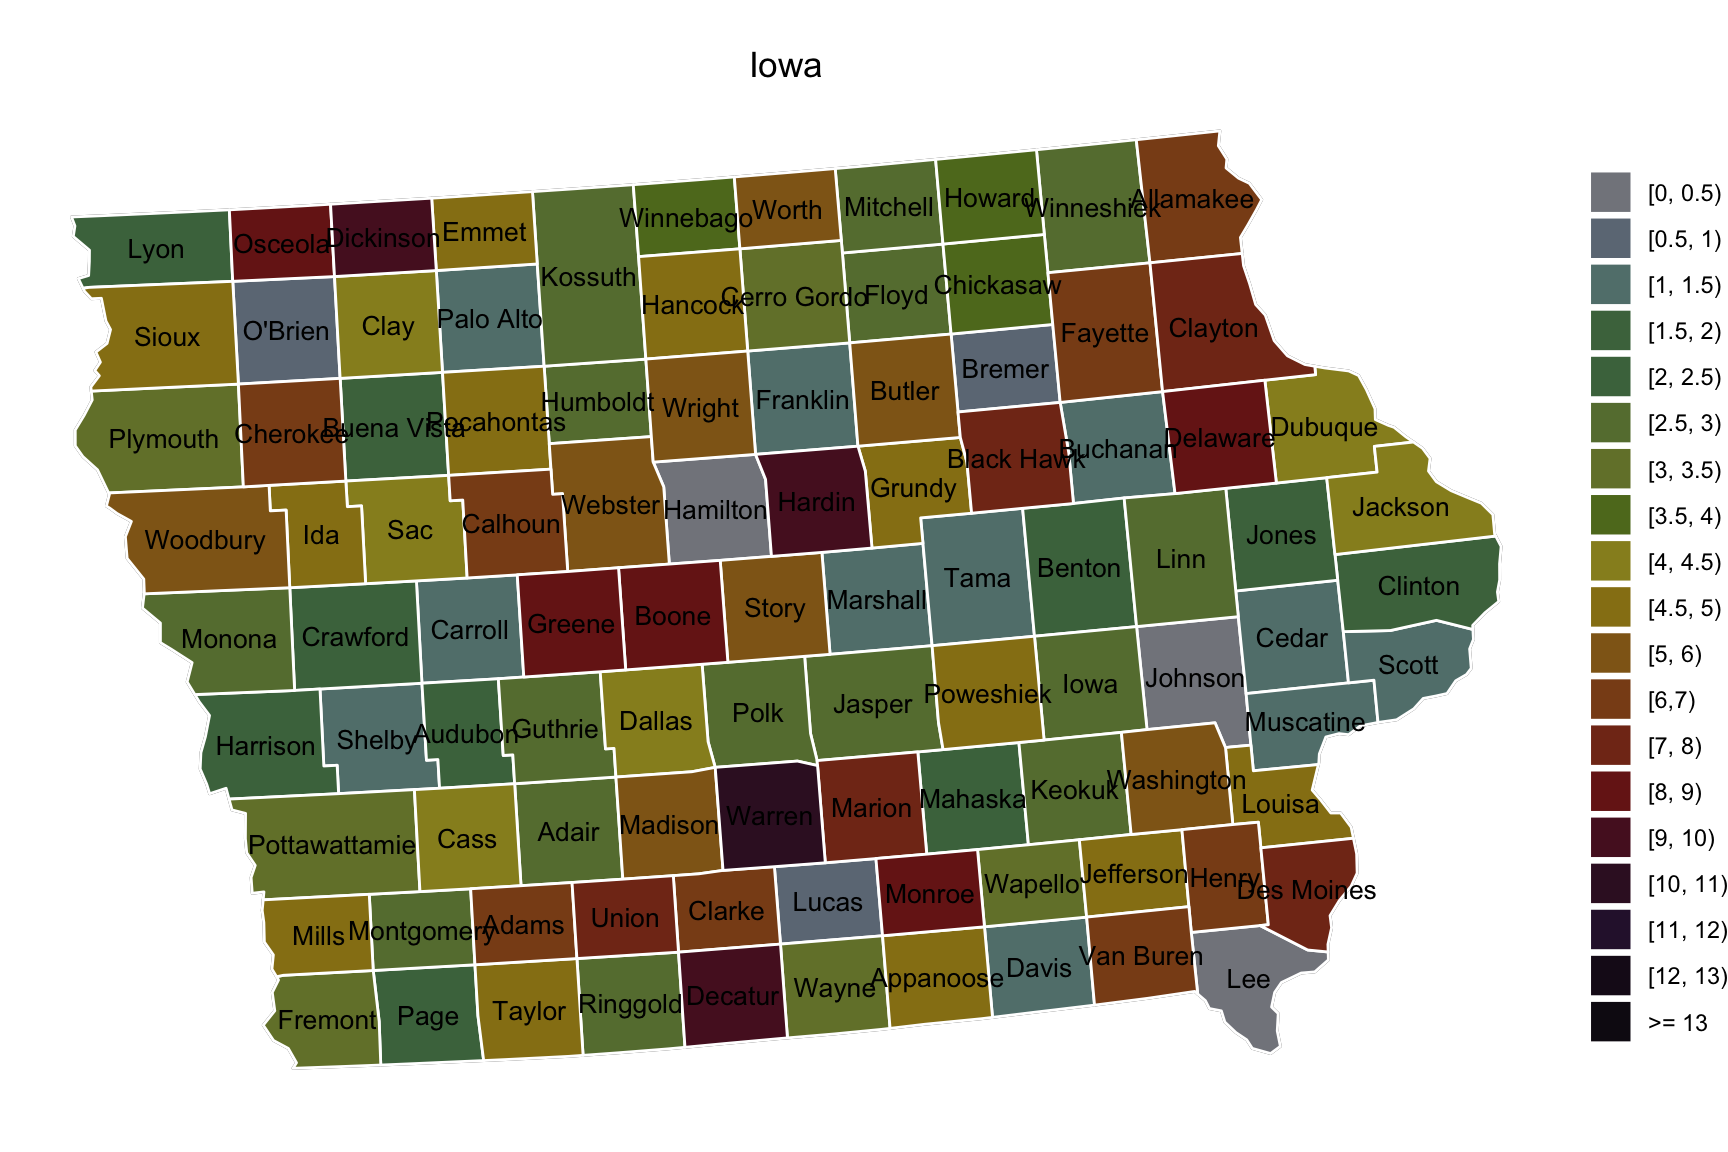 Iowa
Lyon
Osceola
Dickinson
Emmet
Kossuth
Winnebago
Worth
Mitchell
Howard
Winneshiek
Allamakee
Sioux
O'Brien
Clay
Palo Alto
Hancock
Cerro Gordo
Floyd
Chickasaw
Fayette
Clayton
Plymouth
Cherokee
Buena Vista
Pocahontas
Humboldt
Wright
Franklin
Butler
Bremer
Black Hawk
Buchanan
Delaware
Dubuque
Woodbury
Ida
Sac
Calhoun
Webster
Hamilton
Hardin
Grundy
Tama
Benton
Linn
Jones
Jackson
Monona
Crawford
Carroll
Greene
Boone
Story
Marshall
Cedar
Clinton
Scott
Harrison
Shelby
Audubon
Guthrie
Dallas
Polk
Jasper
Poweshiek
Iowa
Johnson
Muscatine
Pottawattamie
Cass
Adair
Madison
Warren
Marion
Mahaska
Keokuk
Washington
Louisa
Mills
Montgomery
Adams
Union
Clarke
Lucas
Monroe
Wapello
Jefferson
Henry
Des Moines
Fremont
Page
Taylor
Ringgold
Decatur
Wayne
Appanoose
Davis
Van Buren
Lee
[0, 0.5)
[0.5, 1)
[1, 1.5)
[1.5, 2)
[2, 2.5)
[2.5, 3)
[3, 3.5)
[3.5, 4)
[4, 4.5)
[4.5, 5)
[5, 6)
[6,7)
[7, 8)
[8, 9)
[9, 10)
[10, 11)
[11, 12)
[12, 13)
>= 13